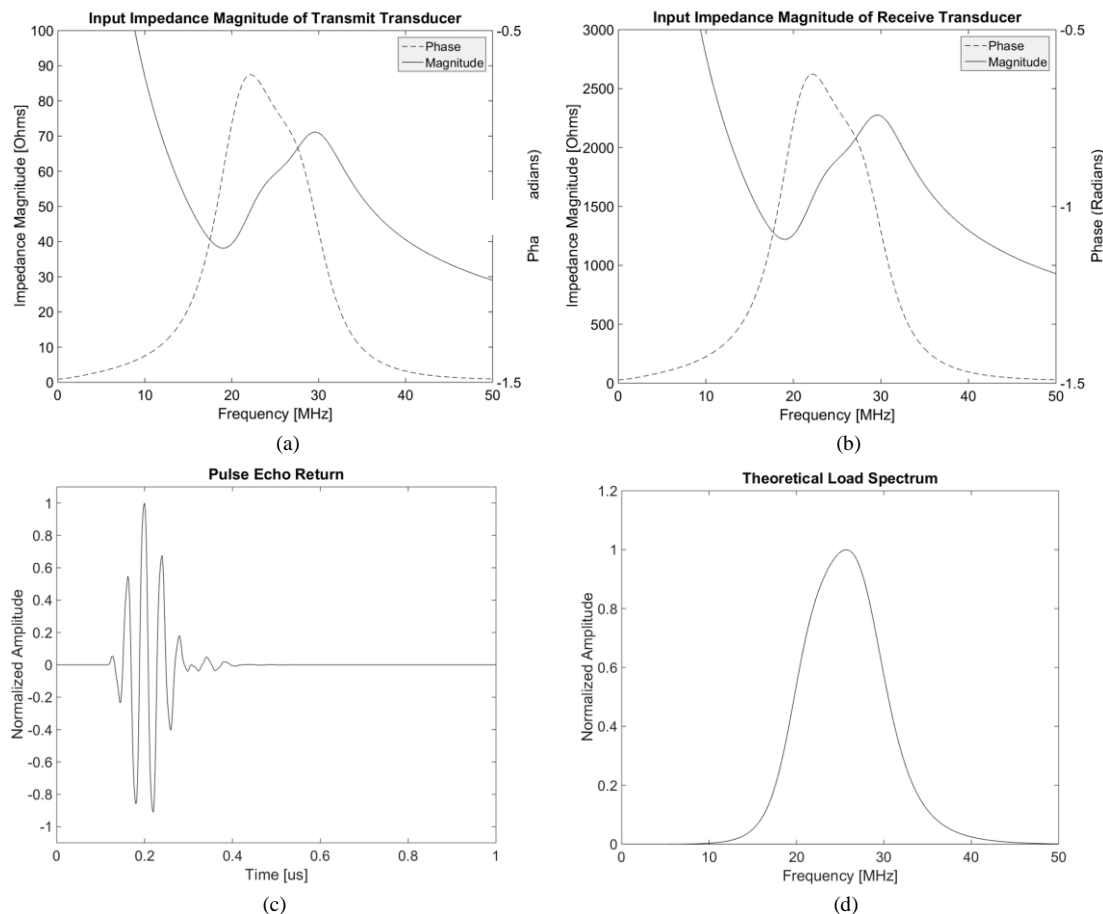 Input Impedance Magnitude of Transmit Transducer
100
90
80
70
60
50
40
30
20
10
0
Impedance Magnitude [Ohms]
-0.5
-1.5
Pha
adians)
Phase
Magnitude
0 10 20 30 40 50
Frequency [MHz]
(a)
Input Impedance Magnitude of Receive Transducer
3000
2500
2000
1500
1000
500
0
Impedance Magnitude [Ohms]
-0.5
-1
-1.5
Phase (Radians)
Phase
Magnitude
0 10 20 30 40 50
Frequency [MHz]
(b)
Pulse Echo Return
1
0.8
0.6
0.4
0.2
0
-0.2
-0.4
-0.6
-0.8
-1
Normalized Amplitude
0 0.2 0.4 0.6 0.8 1
Time [us]
(c)
Theoretical Load Spectrum
1.2
1
0.8
0.6
0.4
0.2
0
Normalized Amplitude
0 10 20 30 40 50
Frequency [MHz]
(d)